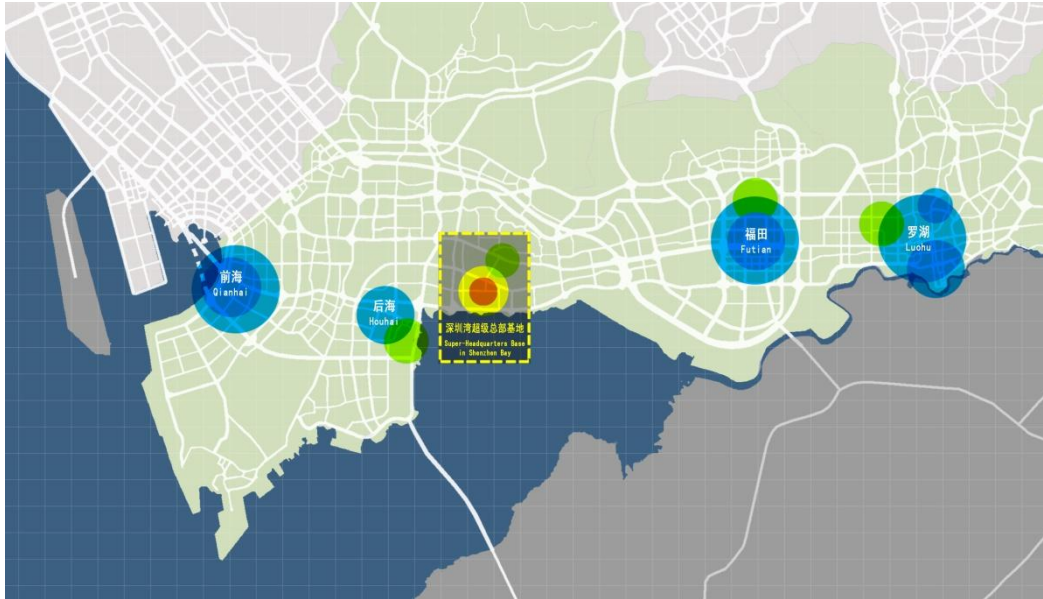 前海
Qianhai
后海
Houhai
深圳湾超级总部基地
Super-Headquarters Base
in Shenzhen Bay
福田
Futian
罗湖
Luohu